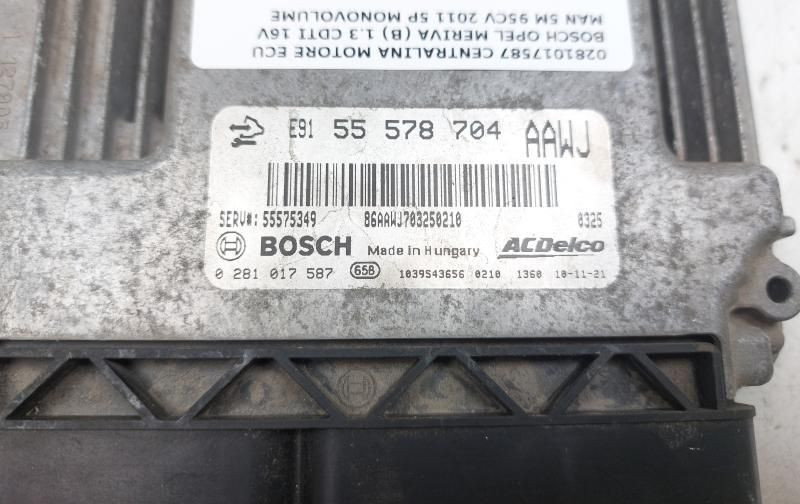 0281017587 CENTRALINA MOTORE ECU
BOSCH OPEL MERIVA (B) 1.3 CDTI 16V
MAN 5M 95CV 2011 5P MONOVOLUME
E91 55 578 704 AAWJ
SERV#: 55575349 86AAWJ703250210 0325
BOSCH Made in Hungary ACDelco
0 281 017 587 65B 1039S43656 0210 1360 10-11-21